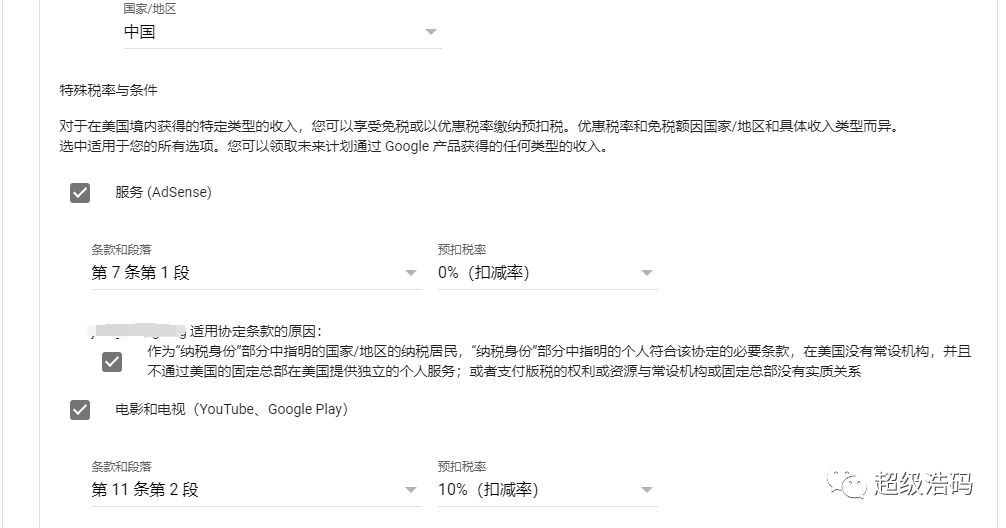 国家/地区
中国
特殊税率与条件
对于在美国境内获得的特定类型的收入，您可以享受免税或以优惠税率缴纳预扣税。优惠税率和免税额因国家/地区和具体收入类型而异。
选中适用于您的所有选项。您可以领取未来计划通过 Google 产品获得的任何类型的收入。
服务 (AdSense)
条款和段落
预扣税率
第 7 条第 1 段
0%（扣减率）
适用协定条款的原因：
作为“纳税身份”部分中指明的国家/地区的纳税居民，“纳税身份”部分中指明的个人符合该协定的必要条款，在美国没有常设机构，并且
不通过美国的固定总部在美国提供独立的个人服务；或者支付版税的权利或资源与常设机构或固定总部没有实质关系
电影和电视（YouTube、Google Play）
条款和段落
预扣税率
第 11 条第 2 段
10%（扣减率）
超级浩码